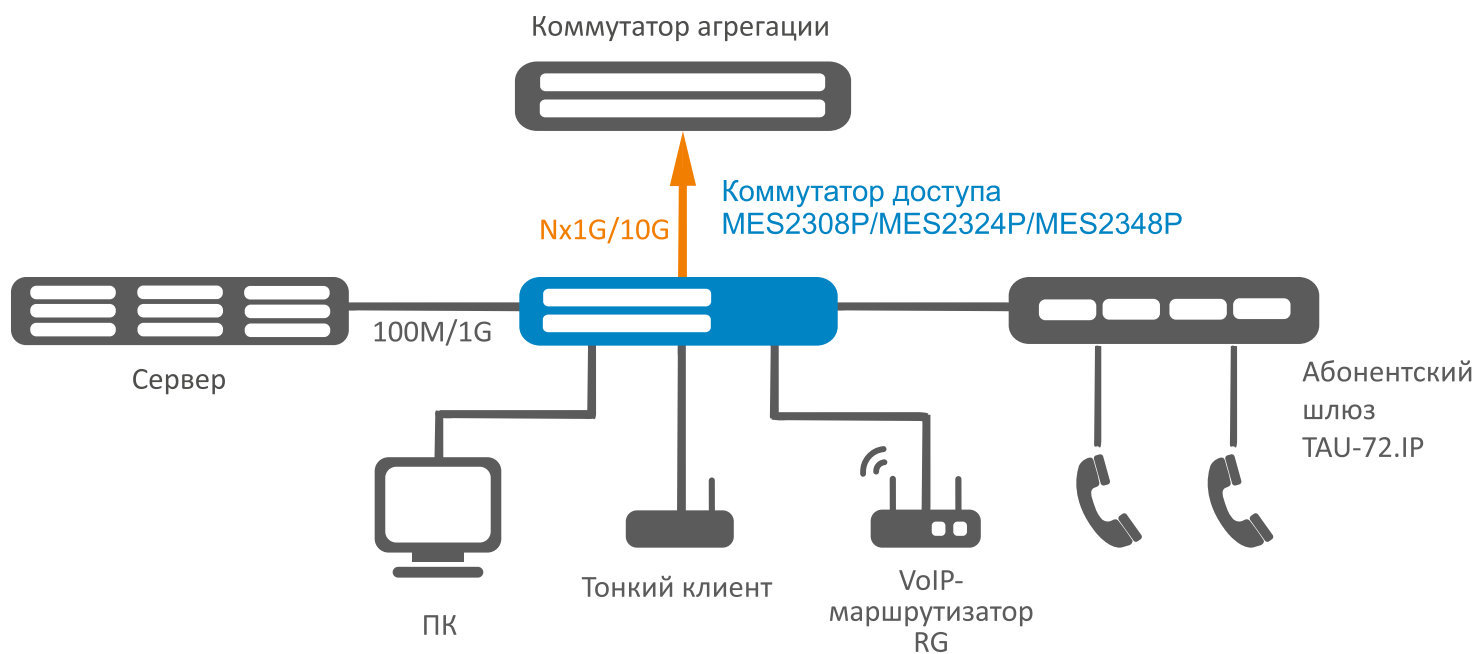 Коммутатор агрегации
Коммутатор доступа
MES2308P/MES2324P/MES2348P
Nx1G/10G
100M/1G
Сервер
Абонентский
шлюз
TAU-72.IP
ПК
Тонкий клиент
VoIP-
маршрутизатор
RG